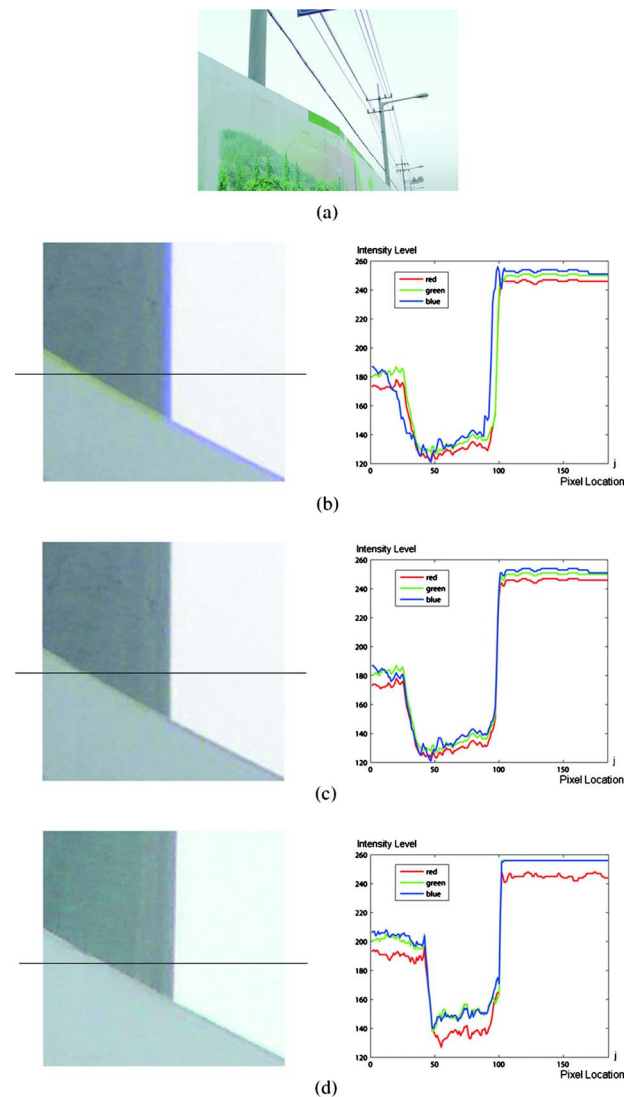 (a)
Intensity Level
260
240
220
200
180
160
140
120
0 50 100 150
red
green
blue
j
Pixel Location
(b)
Intensity Level
260
240
220
200
180
160
140
120
0 50 100 150
red
green
blue
j
Pixel Location
(c)
Intensity Level
260
240
220
200
180
160
140
120
0 50 100 150
red
green
blue
j
Pixel Location
(d)